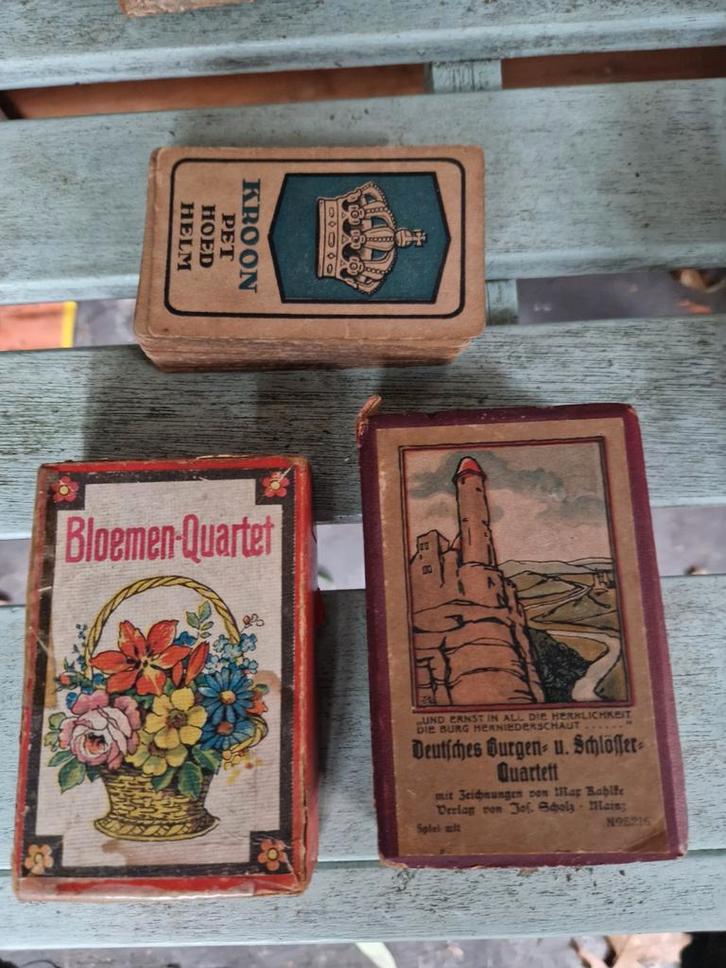 KROON
PET
HOED
HELM
Bloemen-Quartet
„UND ERNST IN ALL DIE HERRLICHKEIT
DIE BURG HERNIEDERSCHAUT ......"
Deutsches Burgen- u. Schlösser-
Quartett
mit Zeichnungen von Max Kahlke
Verlag von Jos. Scholz · Mainz
Spiel mit